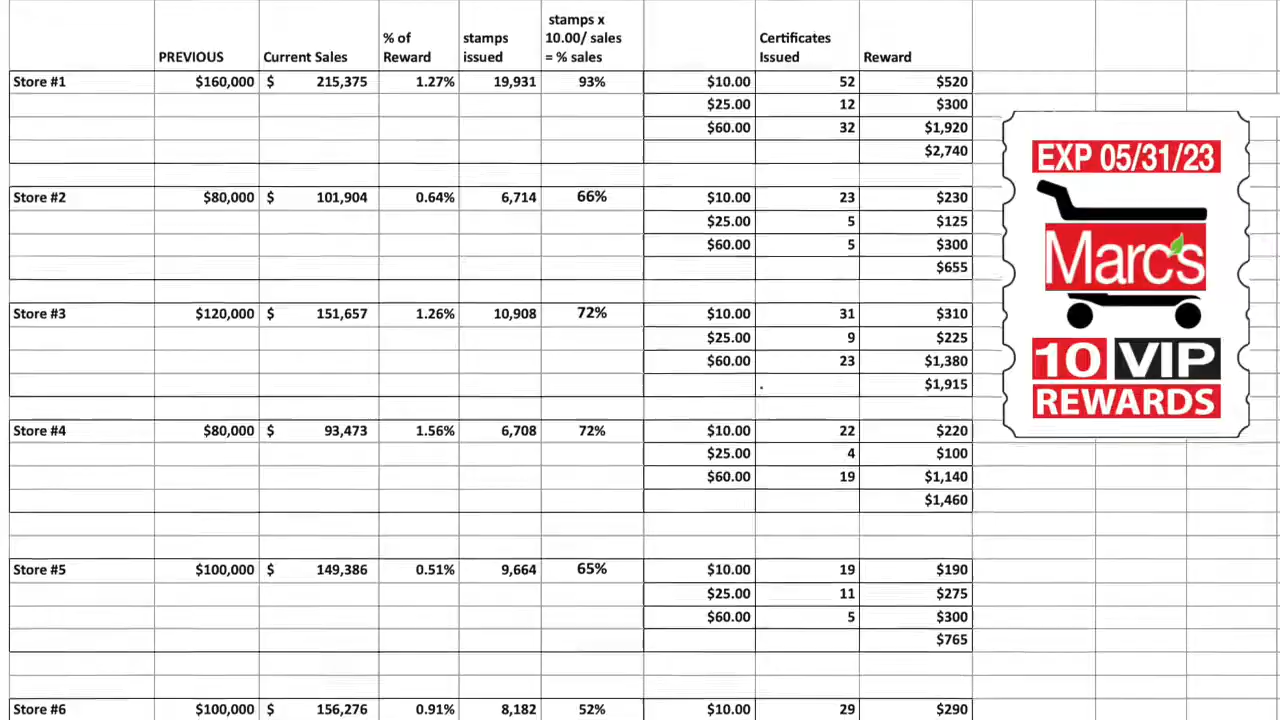 PREVIOUS Current Sales % of Reward stamps issued stamps x 10.00/ sales = % sales Certificates Issued Reward
Store #1 $160,000 $ 215,375 1.27% 19,931 93% $10.00 52 $520
$25.00 12 $300
$60.00 32 $1,920
$2,740
Store #2 $80,000 $ 101,904 0.64% 6,714 66% $10.00 23 $230
$25.00 5 $125
$60.00 5 $300
$655
Store #3 $120,000 $ 151,657 1.26% 10,908 72% $10.00 31 $310
$25.00 9 $225
$60.00 23 $1,380
. $1,915
Store #4 $80,000 $ 93,473 1.56% 6,708 72% $10.00 22 $220
$25.00 4 $100
$60.00 19 $1,140
$1,460
Store #5 $100,000 $ 149,386 0.51% 9,664 65% $10.00 19 $190
$25.00 11 $275
$60.00 5 $300
$765
Store #6 $100,000 $ 156,276 0.91% 8,182 52% $10.00 29 $290
EXP 05/31/23
Marc's
10 VIP
REWARDS